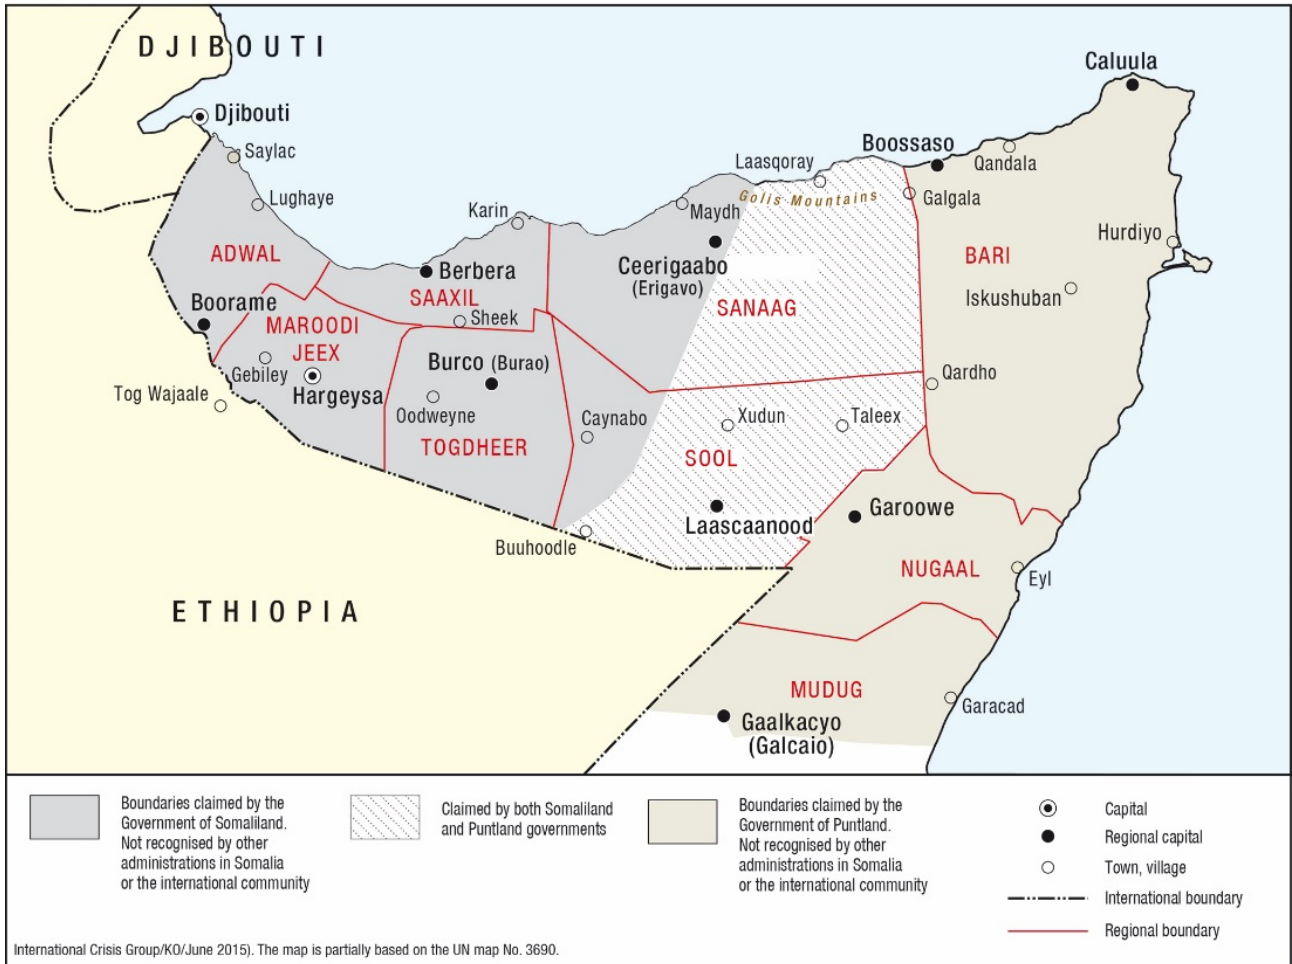 DJIBOUTI
Caluula
Djibouti
Boossaso
Saylac
Laasqoray
Qandala
Lughaye
Golis Mountains
Galgala
Karin
Maydh
Hurdiyo
ADWAL
BARI
Berbera
Ceerigaabo
(Erigavo)
SAAXIL
Iskushuban
Boorame
SANAAG
Sheek
MAROODI
JEEX
Burco (Burao)
Gebiley
Qardho
Tog Wajaale
Hargeysa
Oodweyne
Caynabo
Xudun
Taleex
TOGDHEER
SOOL
Garoowe
Laascaanood
Buuhoodle
NUGAAL
Eyl
ETHIOPIA
MUDUG
Garacad
Gaalkacyo
(Galcaio)
Boundaries claimed by the
Government of Somaliland.
Not recognised by other
administrations in Somalia
or the international community
Claimed by both Somaliland
and Puntland governments
Boundaries claimed by the
Government of Puntland.
Not recognised by other
administrations in Somalia
or the international community
Capital
Regional capital
Town, village
International boundary
Regional boundary
International Crisis Group/KO/June 2015). The map is partially based on the UN map No. 3690.